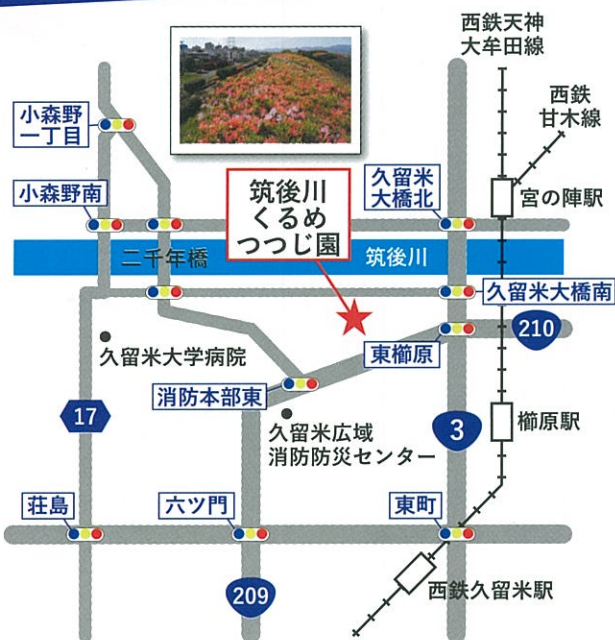 西鉄天神
大牟田線
西鉄
甘木線
小森野
一丁目
小森野南
筑後川
くるめ
つつじ園
久留米
大橋北
宮の陣駅
二千年橋
筑後川
久留米大橋南
210
久留米大学病院
東櫛原
消防本部東
17
久留米広域
消防防災センター
3
櫛原駅
荘島
六ツ門
東町
209
西鉄久留米駅